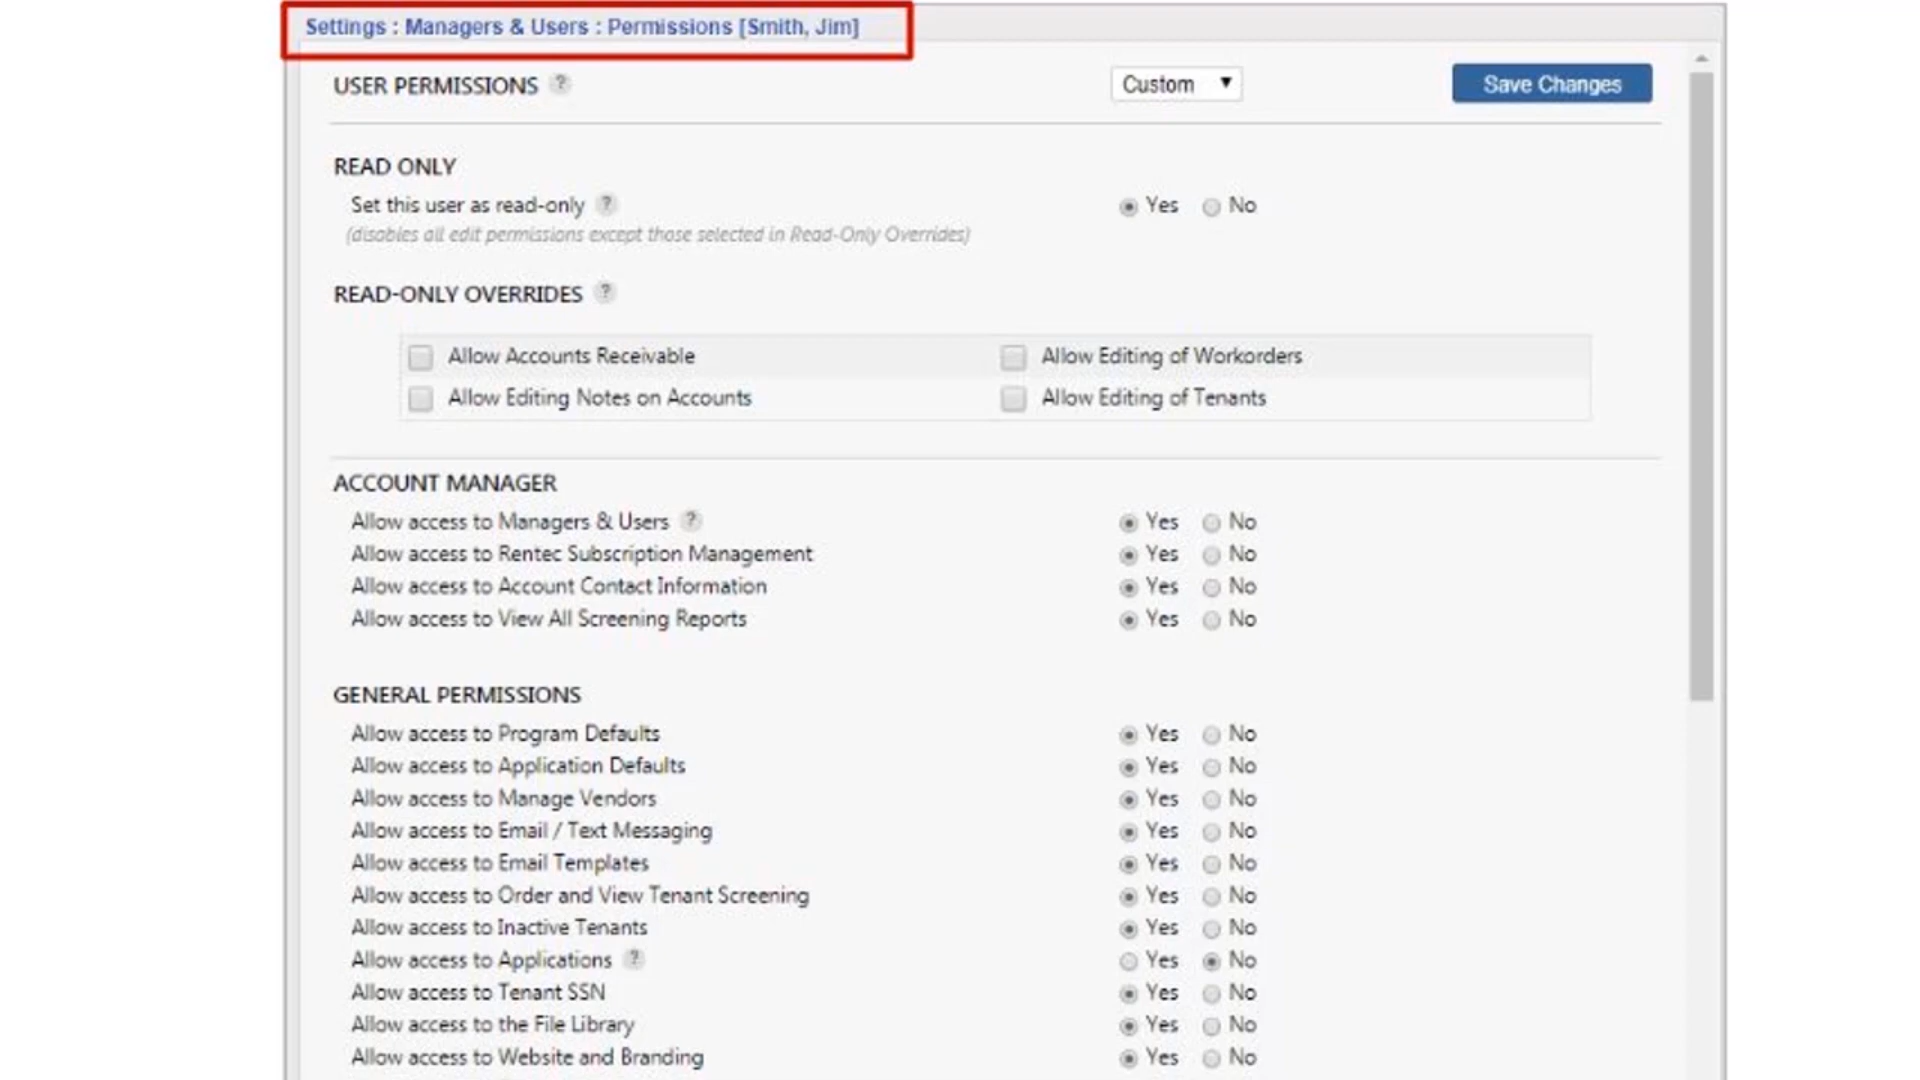 Settings : Managers & Users : Permissions [Smith, Jim]
USER PERMISSIONS ? Custom ▼ Save Changes
READ ONLY
Set this user as read-only ? Yes No
(disables all edit permissions except those selected in Read-Only Overrides)
READ-ONLY OVERRIDES ?
Allow Accounts Receivable Allow Editing of Workorders
Allow Editing Notes on Accounts Allow Editing of Tenants
ACCOUNT MANAGER
Allow access to Managers & Users ? Yes No
Allow access to Rentec Subscription Management Yes No
Allow access to Account Contact Information Yes No
Allow access to View All Screening Reports Yes No
GENERAL PERMISSIONS
Allow access to Program Defaults Yes No
Allow access to Application Defaults Yes No
Allow access to Manage Vendors Yes No
Allow access to Email / Text Messaging Yes No
Allow access to Email Templates Yes No
Allow access to Order and View Tenant Screening Yes No
Allow access to Inactive Tenants Yes No
Allow access to Applications ? Yes No
Allow access to Tenant SSN Yes No
Allow access to the File Library Yes No
Allow access to Website and Branding Yes No